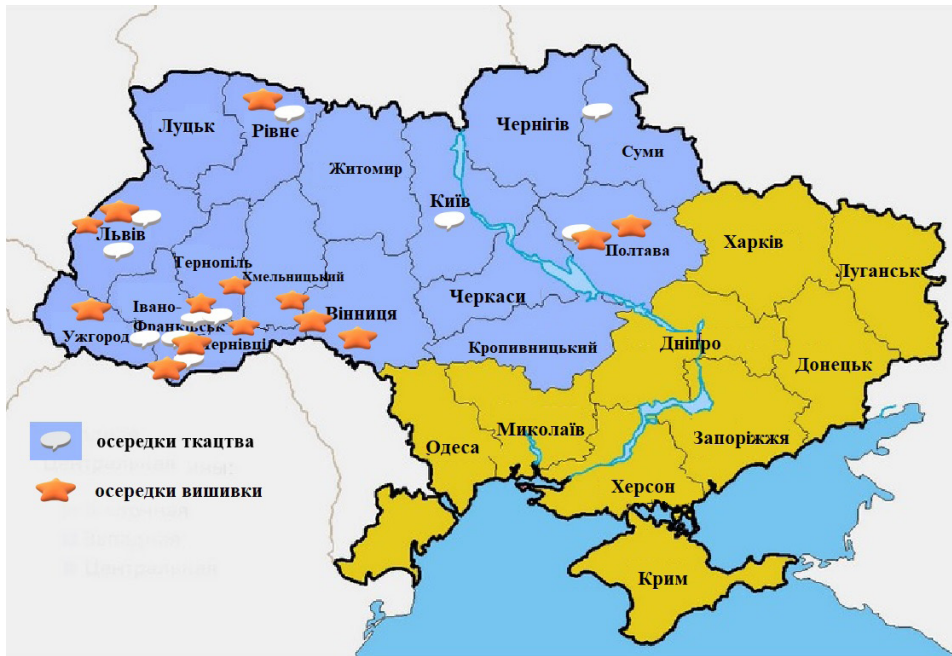 Чернігів
Луцьк
Рівне
Суми
Житомир
Київ
Львів
Полтава
Харків
Тернопіль
Хмельницький
Луганськ
Черкаси
Івано-
Франківськ
Вінниця
Ужгород
Чернівці
Кропивницький
Дніпро
Донецьк
осередки ткацтва
Миколаїв
Одеса
Запоріжжя
осередки вишивки
Херсон
Крим